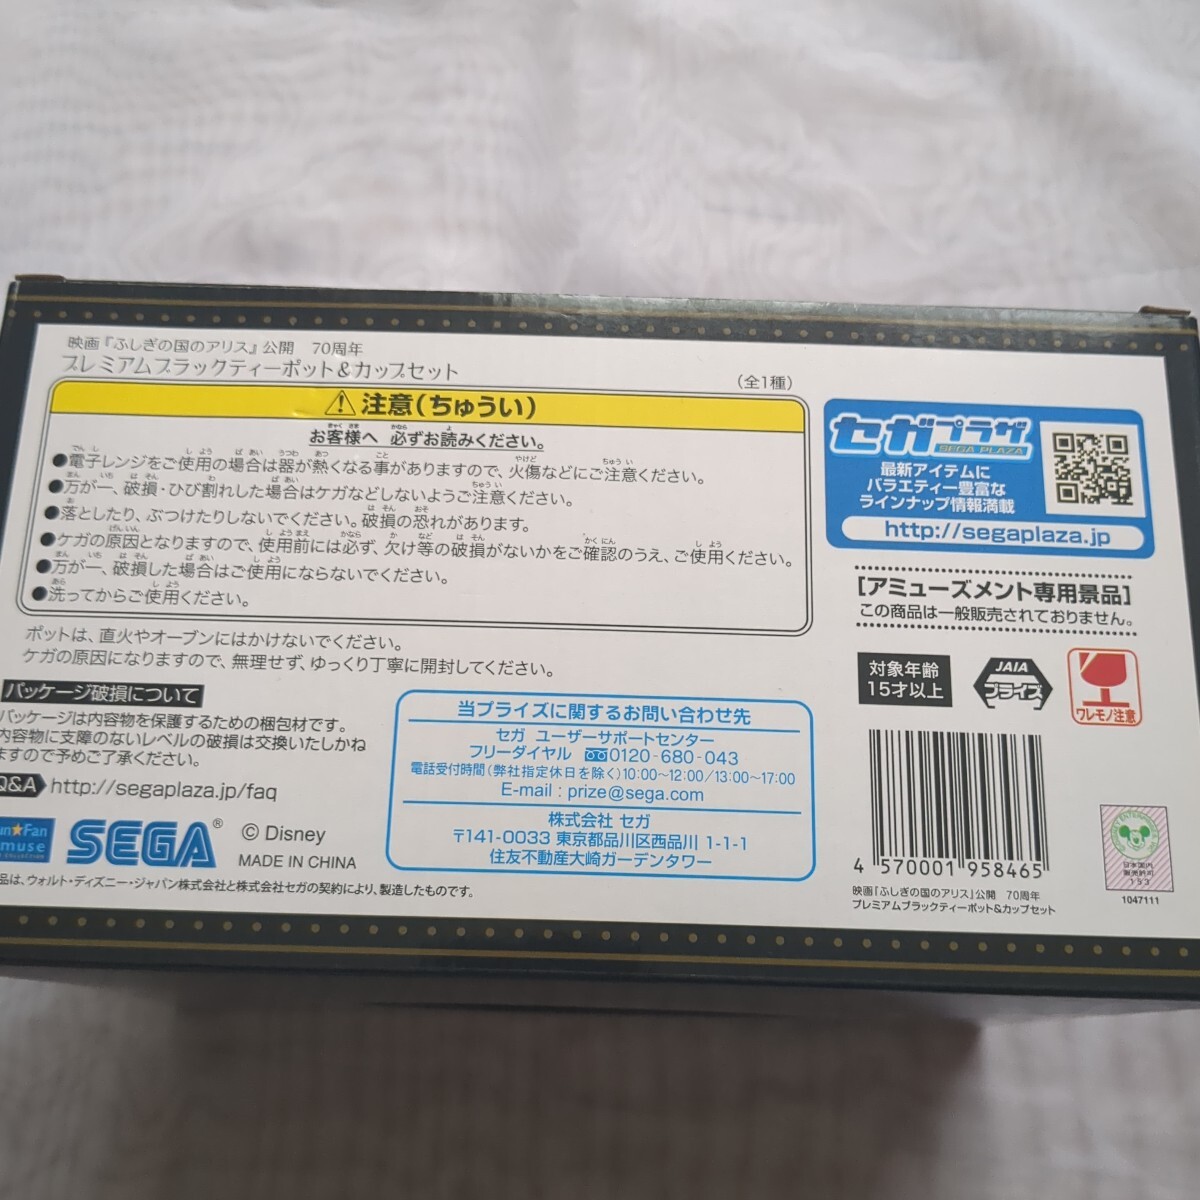 映画『ふしぎの国のアリス』公開 70周年
プレミアムブラックティーポット&カップセット
(全1種)
注意(ちゅうい)
お客様へ 必ずお読みください。
●電子レンジをご使用の場合は器が熱くなる事がありますので、火傷などにご注意ください。
●万が一、破損・ひび割れした場合はケガなどしないようご注意ください。
●落としたり、ぶつけたりしないでください。破損の恐れがあります。
●ケガの原因となりますので、使用前には必ず、欠け等の破損がないかをご確認のうえ、ご使用ください。
●万が一、破損した場合はご使用にならないでください。
●洗ってからご使用ください。
ポットは、直火やオーブンにはかけないでください。
ケガの原因になりますので、無理せず、ゆっくり丁寧に開封してください。
パッケージ破損について
パッケージは内容物を保護するための梱包材です。
内容物に支障のないレベルの破損は交換いたしかね
ますので予めご了承ください。
Q&A http://segaplaza.jp/faq
SEGA® © Disney
MADE IN CHINA
品は、ウォルト・ディズニー・ジャパン株式会社と株式会社セガの契約により、製造したものです。
当プライズに関するお問い合わせ先
セガ ユーザーサポートセンター
フリーダイヤル 0120-680-043
電話受付時間(弊社指定休日を除く)10:00～12:00/13:00～17:00
E-mail : prize@sega.com
株式会社 セガ
〒141-0033 東京都品川区西品川 1-1-1
住友不動産大崎ガーデンタワー
セガプラザ
SEGA PLAZA
最新アイテムに
バラエティー豊富な
ラインナップ情報満載
http://segaplaza.jp
[アミューズメント専用景品]
この商品は一般販売されておりません。
対象年齢
15才以上
JAIA
プライズ
ワレモノ注意
4 570001 958465
映画『ふしぎの国のアリス』公開 70周年
プレミアムブラックティーポット&カップセット
日本国内
販売許可
193
1047111